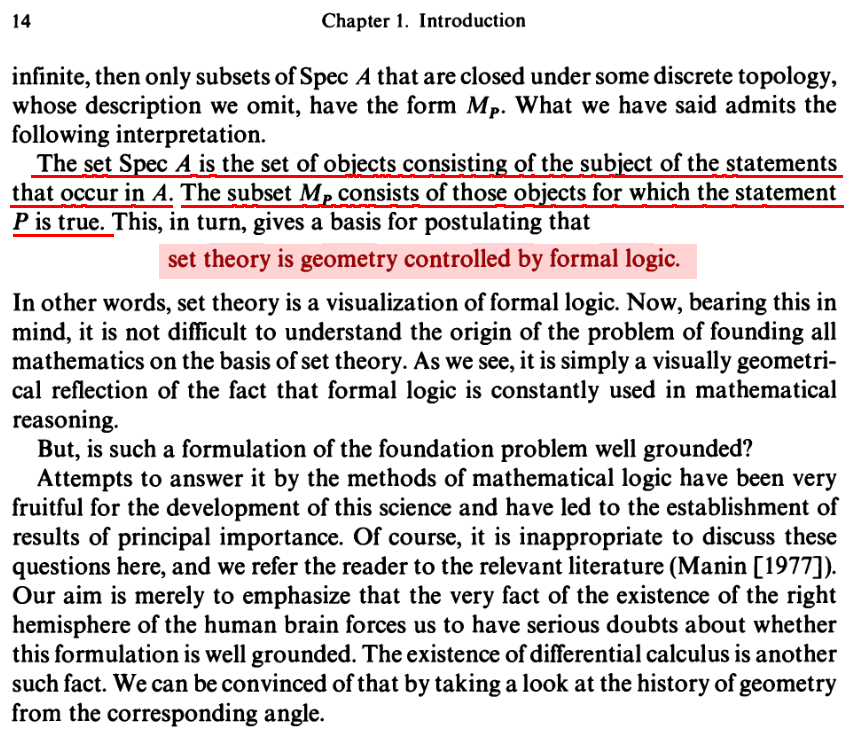 14
Chapter 1. Introduction
infinite, then only subsets of Spec A that are closed under some discrete topology,
whose description we omit, have the form M_P. What we have said admits the
following interpretation.
The set Spec A is the set of objects consisting of the subject of the statements
that occur in A. The subset M_P consists of those objects for which the statement
P is true. This, in turn, gives a basis for postulating that
set theory is geometry controlled by formal logic.
In other words, set theory is a visualization of formal logic. Now, bearing this in
mind, it is not difficult to understand the origin of the problem of founding all
mathematics on the basis of set theory. As we see, it is simply a visually geometri-
cal reflection of the fact that formal logic is constantly used in mathematical
reasoning.
But, is such a formulation of the foundation problem well grounded?
Attempts to answer it by the methods of mathematical logic have been very
fruitful for the development of this science and have led to the establishment of
results of principal importance. Of course, it is inappropriate to discuss these
questions here, and we refer the reader to the relevant literature (Manin [1977]).
Our aim is merely to emphasize that the very fact of the existence of the right
hemisphere of the human brain forces us to have serious doubts about whether
this formulation is well grounded. The existence of differential calculus is another
such fact. We can be convinced of that by taking a look at the history of geometry
from the corresponding angle.